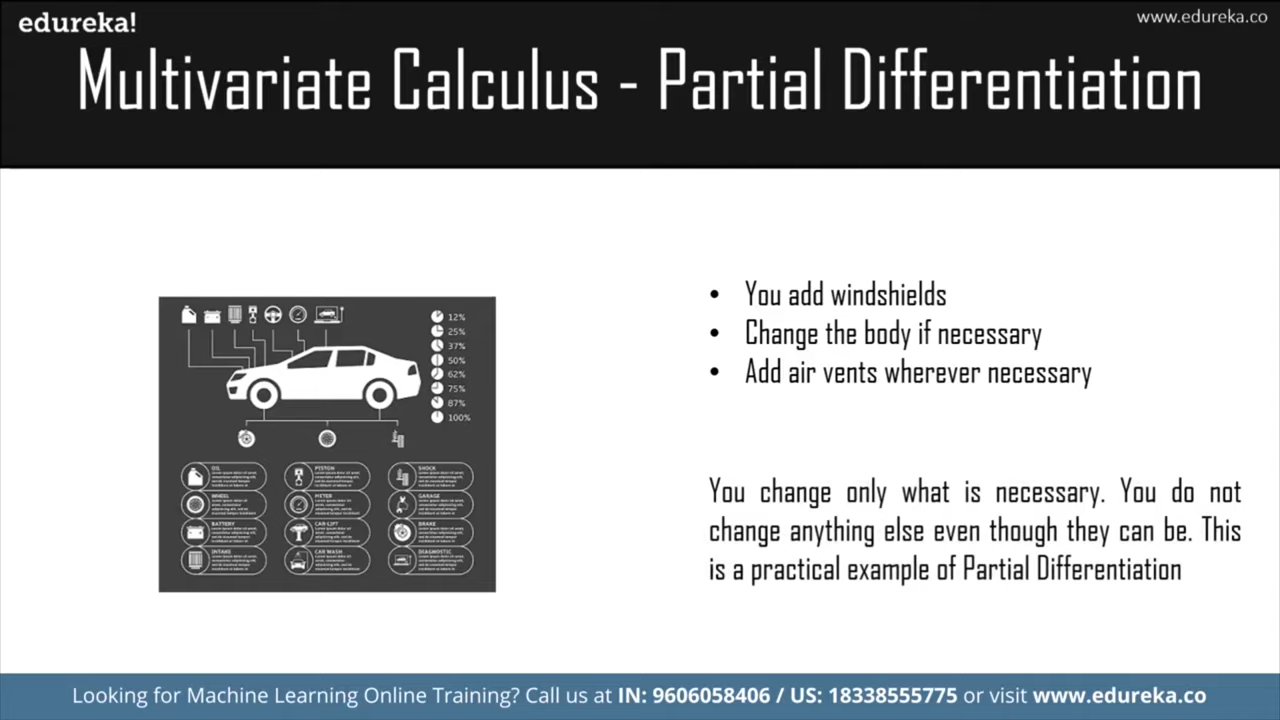 edureka!
www.edureka.co
Multivariate Calculus - Partial Differentiation
• You add windshields
• Change the body if necessary
• Add air vents wherever necessary
12%
25%
37%
50%
62%
75%
87%
100%
OIL
PISTON
SHOCK
WHEEL
METER
GARAGE
BATTERY
CAR-LIFT
BRAKE
INTAKE
CAR WASH
DIAGNOSTIC
You change only what is necessary. You do not
change anything else even though they can be. This
is a practical example of Partial Differentiation
Looking for Machine Learning Online Training? Call us at IN: 9606058406 / US: 18338555775 or visit www.edureka.co